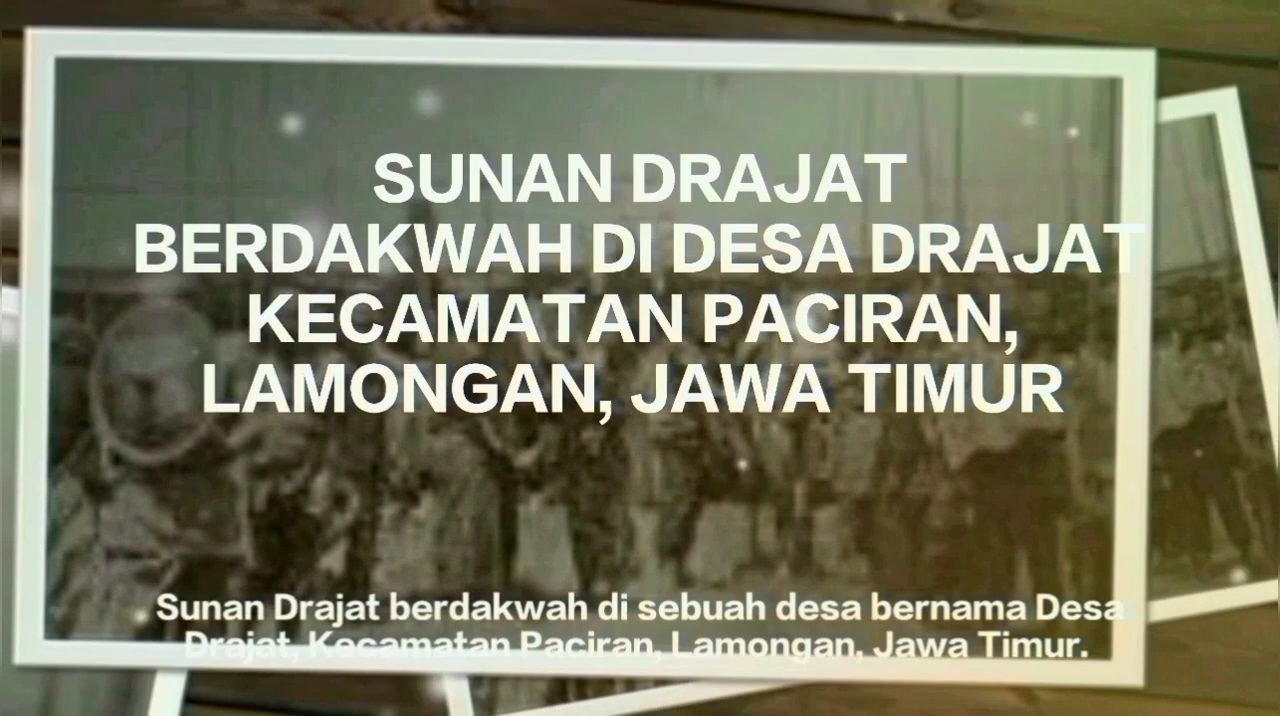 SUNAN DRAJAT
BERDAKWAH DI DESA DRAJAT
KECAMATAN PACIRAN,
LAMONGAN, JAWA TIMUR
Sunan Drajat berdakwah di sebuah desa bernama Desa
Drajat, Kecamatan Paciran, Lamongan, Jawa Timur.